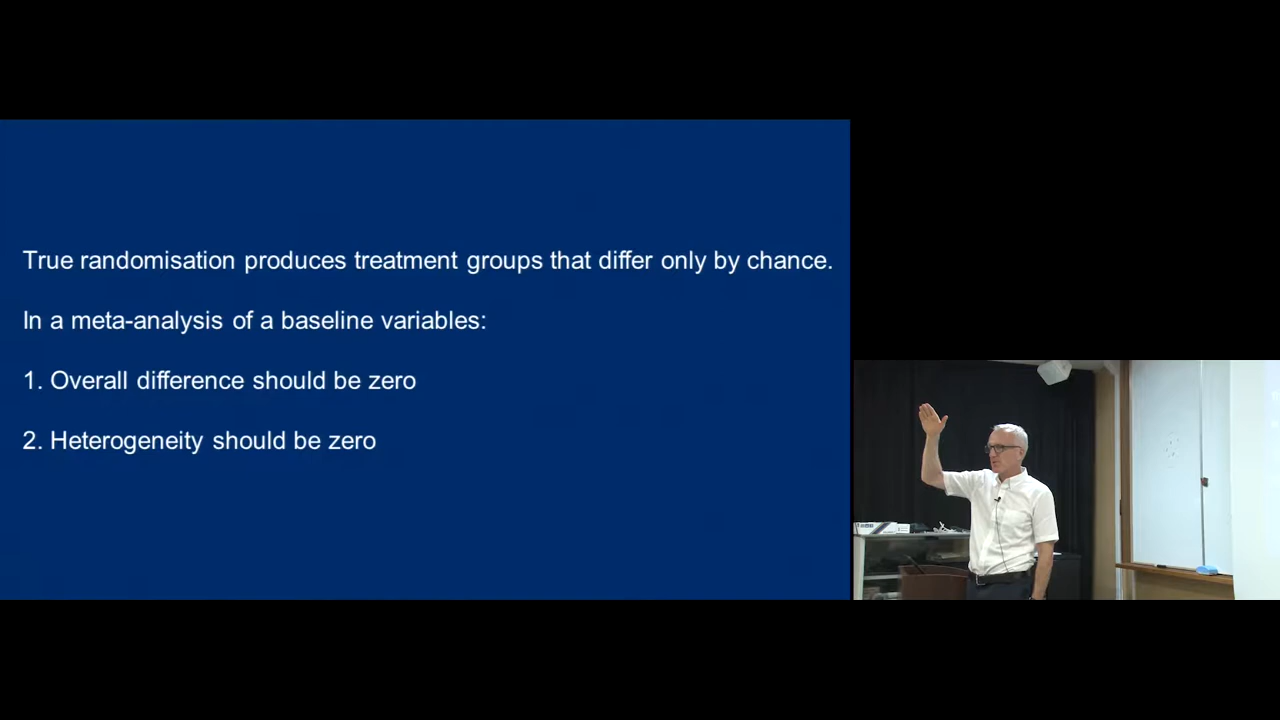 True randomisation produces treatment groups that differ only by chance.
In a meta-analysis of a baseline variables:
1. Overall difference should be zero
2. Heterogeneity should be zero